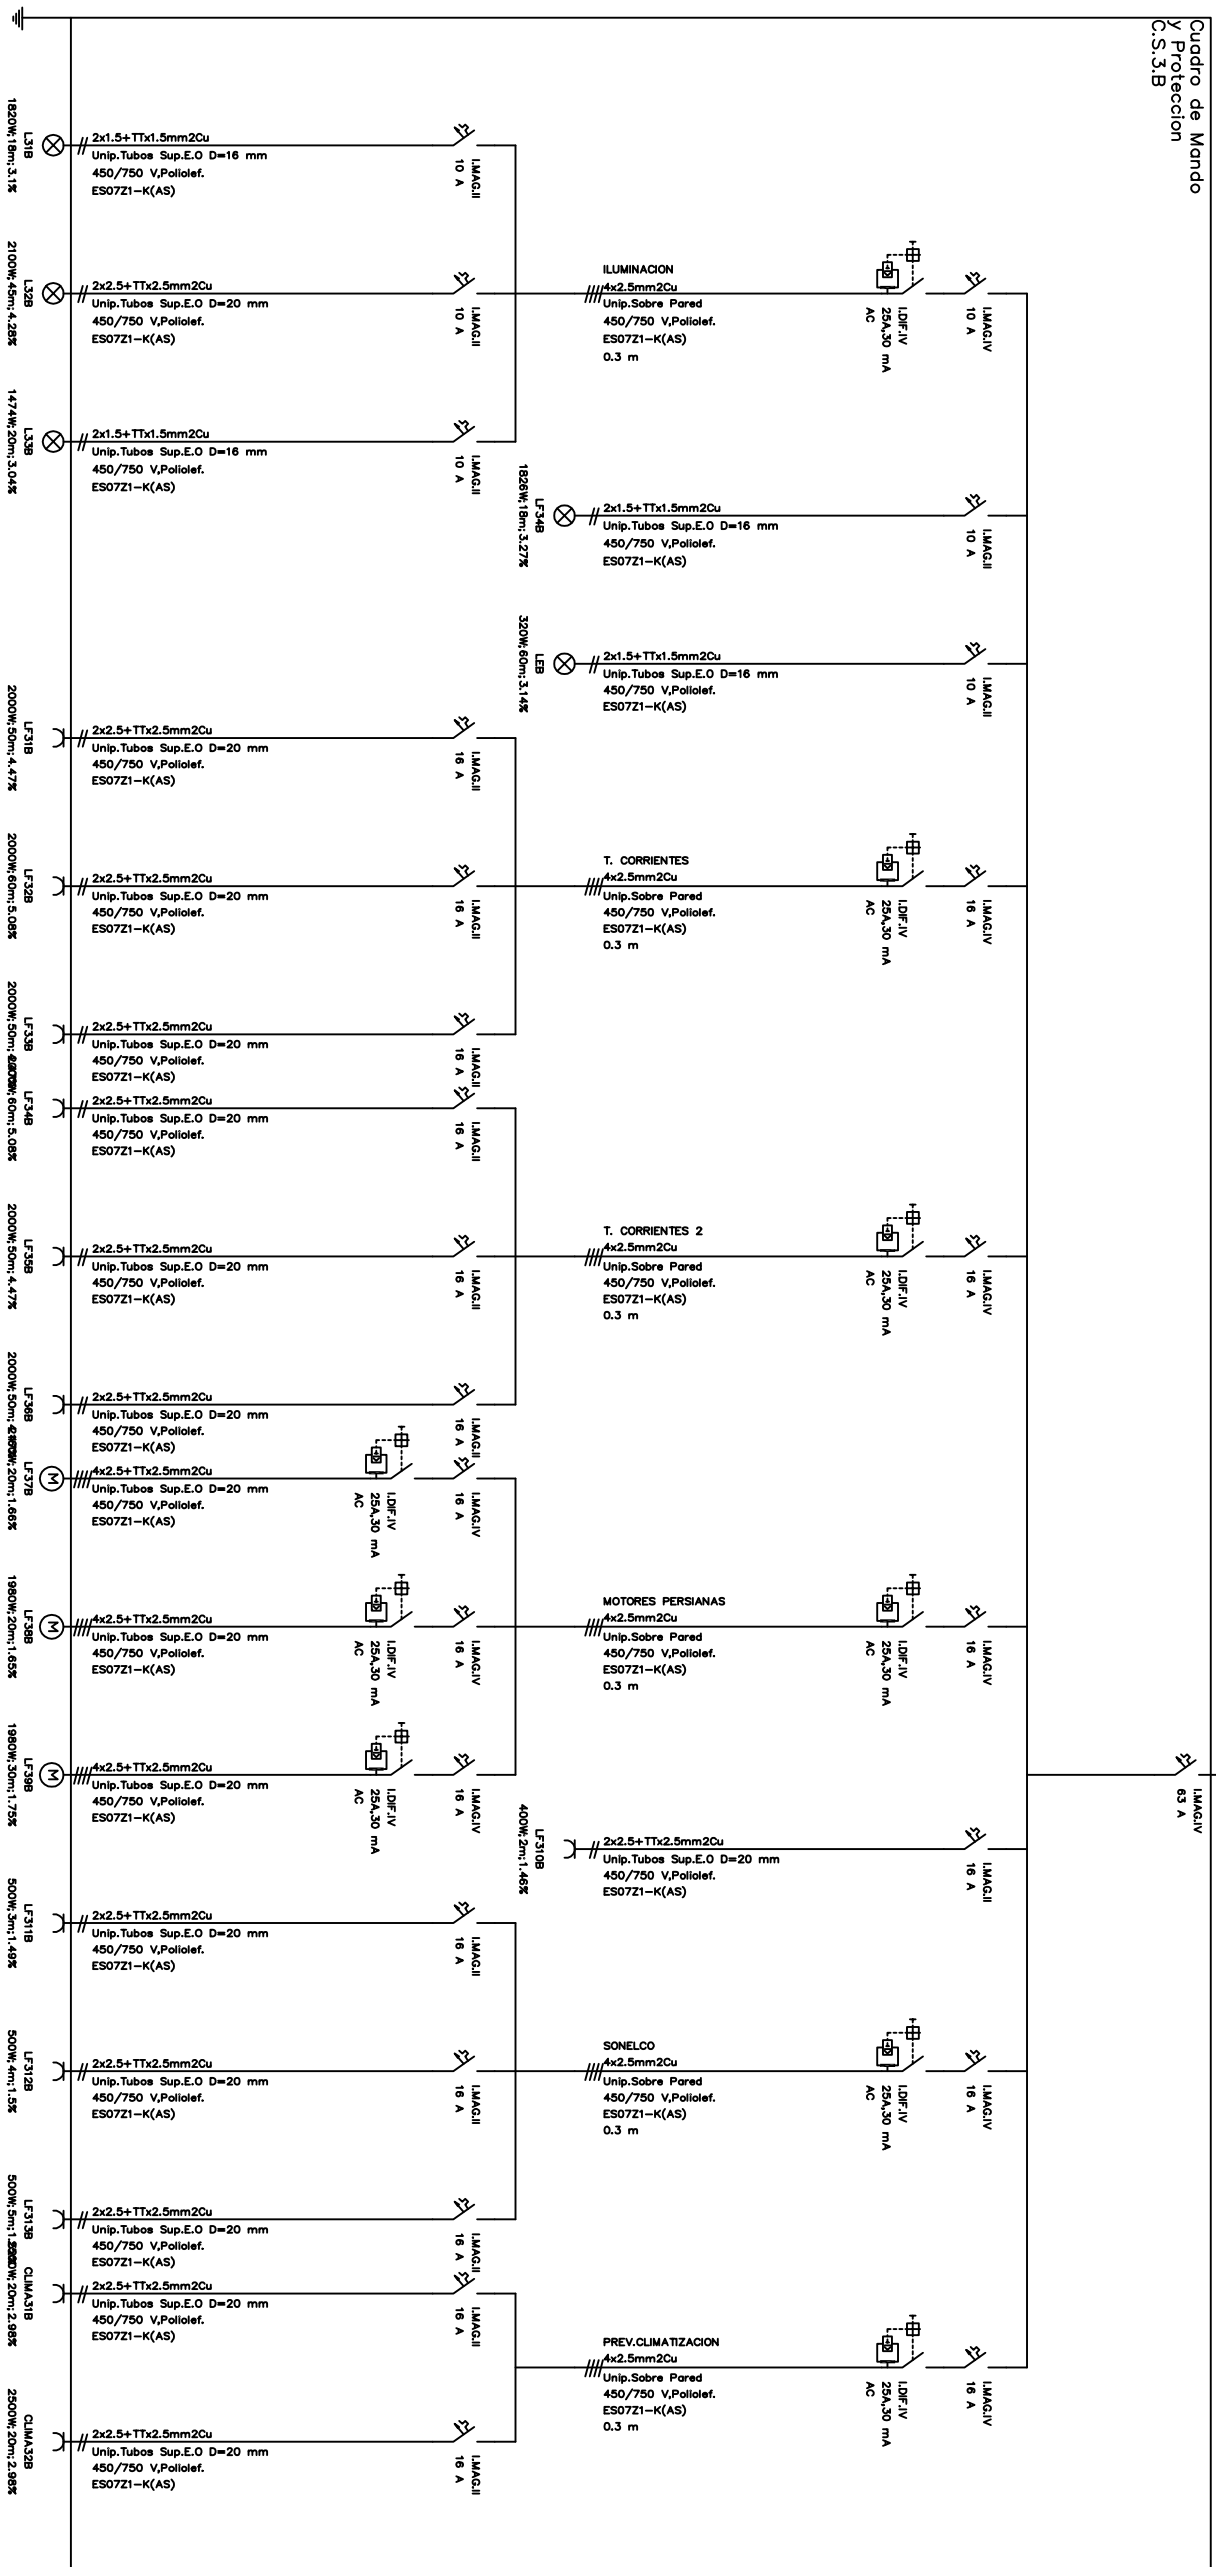 Cuadro de Mando
y Proteccion
C.S.3.B
I.MAG.IV
63 A
I.MAG.IV
10 A
I.DIF.IV
25A,30 mA
AC
ILUMINACION
4x2.5mm2Cu
Unip.Sobre Pared
450/750 V,Poliolef.
ES07Z1-K(AS)
0.3 m
I.MAG.II
10 A
2x1.5+TTx1.5mm2Cu
Unip.Tubos Sup.E.O D=16 mm
450/750 V,Poliolef.
ES07Z1-K(AS)
L31B
1820W;18m;3.1%
I.MAG.II
10 A
2x2.5+TTx2.5mm2Cu
Unip.Tubos Sup.E.O D=20 mm
450/750 V,Poliolef.
ES07Z1-K(AS)
L32B
2100W;45m;4.28%
I.MAG.II
10 A
2x1.5+TTx1.5mm2Cu
Unip.Tubos Sup.E.O D=16 mm
450/750 V,Poliolef.
ES07Z1-K(AS)
L33B
1474W;20m;3.04%
I.MAG.II
10 A
2x1.5+TTx1.5mm2Cu
Unip.Tubos Sup.E.O D=16 mm
450/750 V,Poliolef.
ES07Z1-K(AS)
LF34B
1826W;18m;3.27%
I.MAG.II
10 A
2x1.5+TTx1.5mm2Cu
Unip.Tubos Sup.E.O D=16 mm
450/750 V,Poliolef.
ES07Z1-K(AS)
LEB
320W;60m;3.14%
I.MAG.IV
16 A
I.DIF.IV
25A,30 mA
AC
T. CORRIENTES
4x2.5mm2Cu
Unip.Sobre Pared
450/750 V,Poliolef.
ES07Z1-K(AS)
0.3 m
I.MAG.II
16 A
2x2.5+TTx2.5mm2Cu
Unip.Tubos Sup.E.O D=20 mm
450/750 V,Poliolef.
ES07Z1-K(AS)
LF31B
2000W;50m;4.47%
I.MAG.II
16 A
2x2.5+TTx2.5mm2Cu
Unip.Tubos Sup.E.O D=20 mm
450/750 V,Poliolef.
ES07Z1-K(AS)
LF32B
2000W;60m;5.08%
I.MAG.II
16 A
2x2.5+TTx2.5mm2Cu
Unip.Tubos Sup.E.O D=20 mm
450/750 V,Poliolef.
ES07Z1-K(AS)
LF33B
2000W;50m;
I.MAG.IV
16 A
I.DIF.IV
25A,30 mA
AC
T. CORRIENTES 2
4x2.5mm2Cu
Unip.Sobre Pared
450/750 V,Poliolef.
ES07Z1-K(AS)
0.3 m
I.MAG.II
16 A
2x2.5+TTx2.5mm2Cu
Unip.Tubos Sup.E.O D=20 mm
450/750 V,Poliolef.
ES07Z1-K(AS)
LF34B
60m;5.08%
I.MAG.II
16 A
2x2.5+TTx2.5mm2Cu
Unip.Tubos Sup.E.O D=20 mm
450/750 V,Poliolef.
ES07Z1-K(AS)
LF35B
2000W;50m;4.47%
I.MAG.II
16 A
2x2.5+TTx2.5mm2Cu
Unip.Tubos Sup.E.O D=20 mm
450/750 V,Poliolef.
ES07Z1-K(AS)
LF36B
2000W;50m;
I.MAG.IV
16 A
I.DIF.IV
25A,30 mA
AC
MOTORES PERSIANAS
4x2.5mm2Cu
Unip.Sobre Pared
450/750 V,Poliolef.
ES07Z1-K(AS)
0.3 m
I.MAG.IV
16 A
I.DIF.IV
25A,30 mA
AC
4x2.5+TTx2.5mm2Cu
Unip.Tubos Sup.E.O D=20 mm
450/750 V,Poliolef.
ES07Z1-K(AS)
M
LF37B
20m;1.66%
I.MAG.IV
16 A
I.DIF.IV
25A,30 mA
AC
4x2.5+TTx2.5mm2Cu
Unip.Tubos Sup.E.O D=20 mm
450/750 V,Poliolef.
ES07Z1-K(AS)
M
LF38B
1980W;20m;1.65%
I.MAG.IV
16 A
I.DIF.IV
25A,30 mA
AC
4x2.5+TTx2.5mm2Cu
Unip.Tubos Sup.E.O D=20 mm
450/750 V,Poliolef.
ES07Z1-K(AS)
M
LF39B
1980W;30m;1.75%
I.MAG.II
16 A
2x2.5+TTx2.5mm2Cu
Unip.Tubos Sup.E.O D=20 mm
450/750 V,Poliolef.
ES07Z1-K(AS)
LF310B
400W;2m;1.46%
I.MAG.IV
16 A
I.DIF.IV
25A,30 mA
AC
SONELCO
4x2.5mm2Cu
Unip.Sobre Pared
450/750 V,Poliolef.
ES07Z1-K(AS)
0.3 m
I.MAG.II
16 A
2x2.5+TTx2.5mm2Cu
Unip.Tubos Sup.E.O D=20 mm
450/750 V,Poliolef.
ES07Z1-K(AS)
LF311B
500W;3m;1.49%
I.MAG.II
16 A
2x2.5+TTx2.5mm2Cu
Unip.Tubos Sup.E.O D=20 mm
450/750 V,Poliolef.
ES07Z1-K(AS)
LF312B
500W;4m;1.5%
I.MAG.II
16 A
2x2.5+TTx2.5mm2Cu
Unip.Tubos Sup.E.O D=20 mm
450/750 V,Poliolef.
ES07Z1-K(AS)
LF313B
500W;5m;
I.MAG.IV
16 A
I.DIF.IV
25A,30 mA
AC
PREV.CLIMATIZACION
4x2.5mm2Cu
Unip.Sobre Pared
450/750 V,Poliolef.
ES07Z1-K(AS)
0.3 m
I.MAG.II
16 A
2x2.5+TTx2.5mm2Cu
Unip.Tubos Sup.E.O D=20 mm
450/750 V,Poliolef.
ES07Z1-K(AS)
CLIMA31B
20m;2.98%
I.MAG.II
16 A
2x2.5+TTx2.5mm2Cu
Unip.Tubos Sup.E.O D=20 mm
450/750 V,Poliolef.
ES07Z1-K(AS)
CLIMA32B
2500W;20m;2.98%